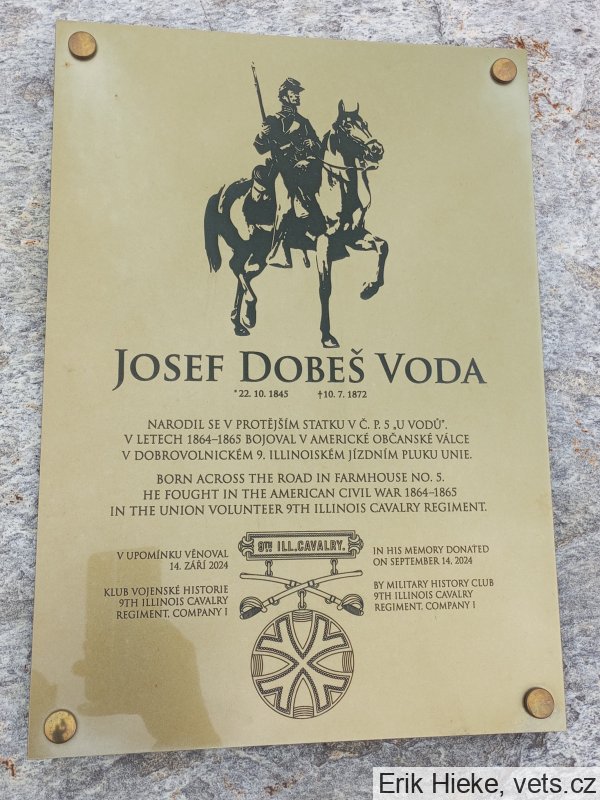 JOSEF DOBEŠ VODA
*22. 10. 1845 †10. 7. 1872
NARODIL SE V PROTĚJŠÍM STATKU V Č. P. 5 „U VODŮ".
V LETECH 1864–1865 BOJOVAL V AMERICKÉ OBČANSKÉ VÁLCE
V DOBROVOLNICKÉM 9. ILLINOISKÉM JÍZDNÍM PLUKU UNIE.
BORN ACROSS THE ROAD IN FARMHOUSE NO. 5.
HE FOUGHT IN THE AMERICAN CIVIL WAR 1864–1865
IN THE UNION VOLUNTEER 9TH ILLINOIS CAVALRY REGIMENT.
9TH ILL. CAVALRY.
V UPOMÍNKU VĚNOVAL
14. ZÁŘÍ 2024
KLUB VOJENSKÉ HISTORIE
9TH ILLINOIS CAVALRY
REGIMENT, COMPANY I
IN HIS MEMORY DONATED
ON SEPTEMBER 14, 2024
BY MILITARY HISTORY CLUB
9TH ILLINOIS CAVALRY
REGIMENT, COMPANY I
Erik Hieke, vets.cz